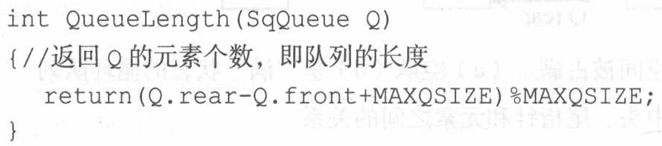 int QueueLength(SqQueue Q)
{//返回Q的元素个数，即队列的长度
return(Q.rear-Q.front+MAXQSIZE)%MAXQSIZE;
}